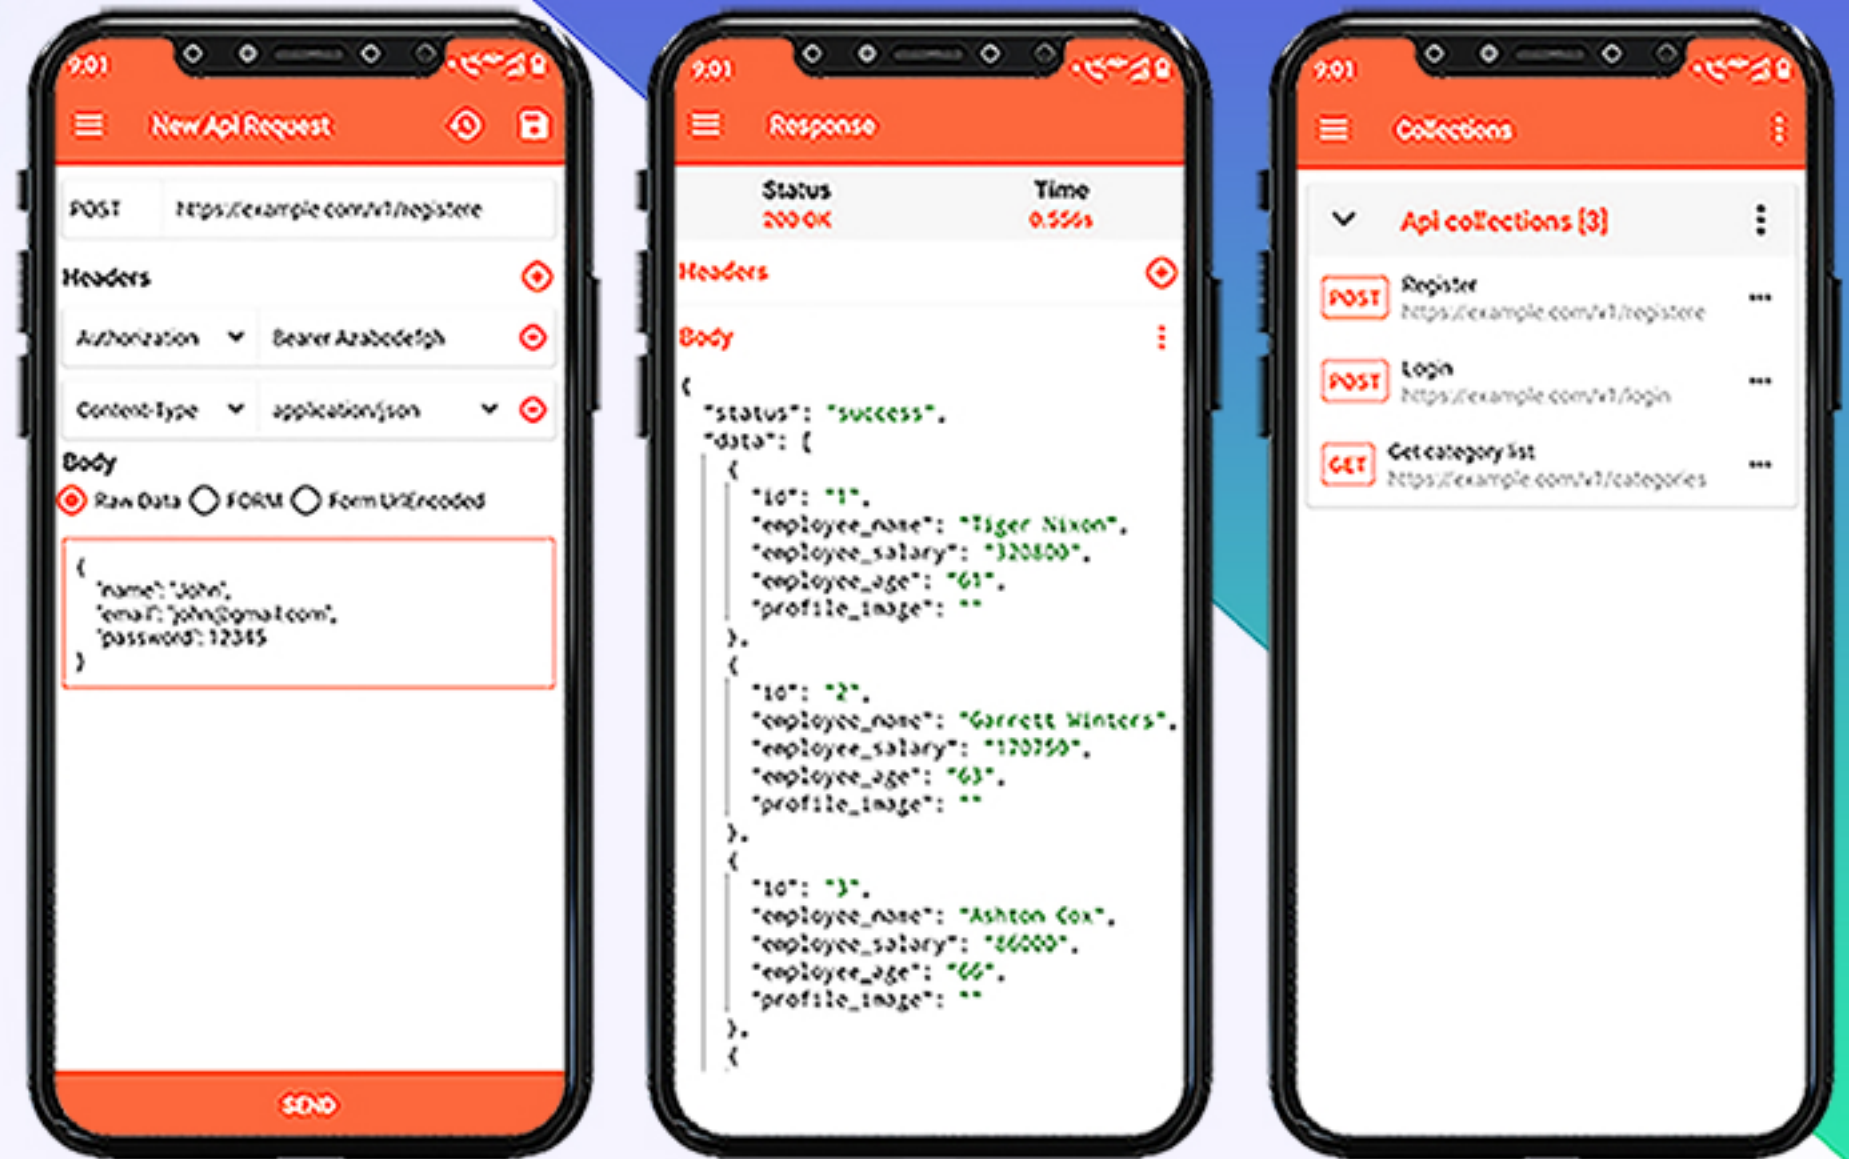 9:01
New Api Request
POST https://example.com/v1/registere
Headers
Authorization Bearer Azabcdefgh
Content-Type application/json
Body
Raw Data FORM Form UrlEncoded
{
"name": "John",
"email": "john@gmail.com",
"password": 12345
}
SEND
9:01
Response
Status Time
200 OK 0.556s
Headers
Body
{
"status": "success",
"data": [
{
"id": "1",
"employee_name": "Tiger Nixon",
"employee_salary": "320800",
"employee_age": "61",
"profile_image": ""
},
{
"id": "2",
"employee_name": "Garrett Winters",
"employee_salary": "170750",
"employee_age": "63",
"profile_image": ""
},
{
"id": "3",
"employee_name": "Ashton Cox",
"employee_salary": "86000",
"employee_age": "66",
"profile_image": ""
},
{
9:01
Collections
Api collections [3]
POST Register
https://example.com/v1/registere
POST Login
https://example.com/v1/login
GET Get category list
https://example.com/v1/categories